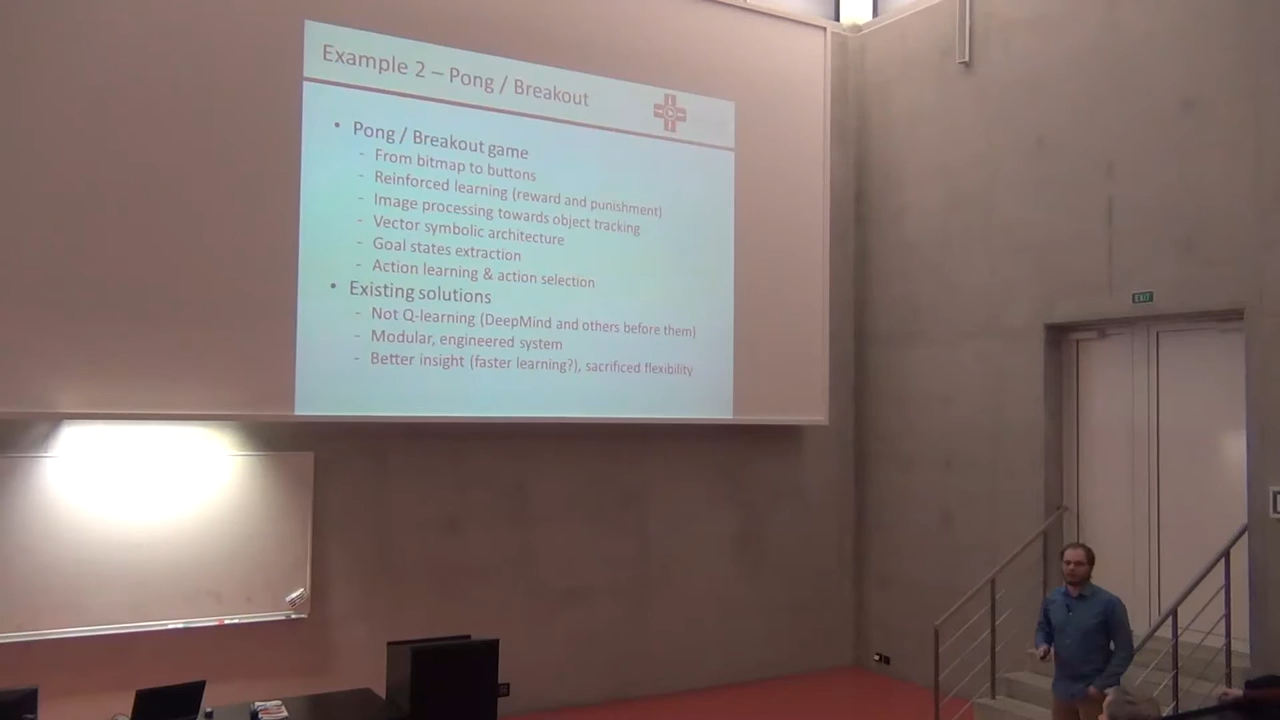 Example 2 – Pong / Breakout
• Pong / Breakout game
- From bitmap to buttons
- Reinforced learning (reward and punishment)
- Image processing towards object tracking
- Vector symbolic architecture
- Goal states extraction
- Action learning & action selection
• Existing solutions
- Not Q-learning (DeepMind and others before them)
- Modular, engineered system
- Better insight (faster learning?), sacrificed flexibility
EXIT